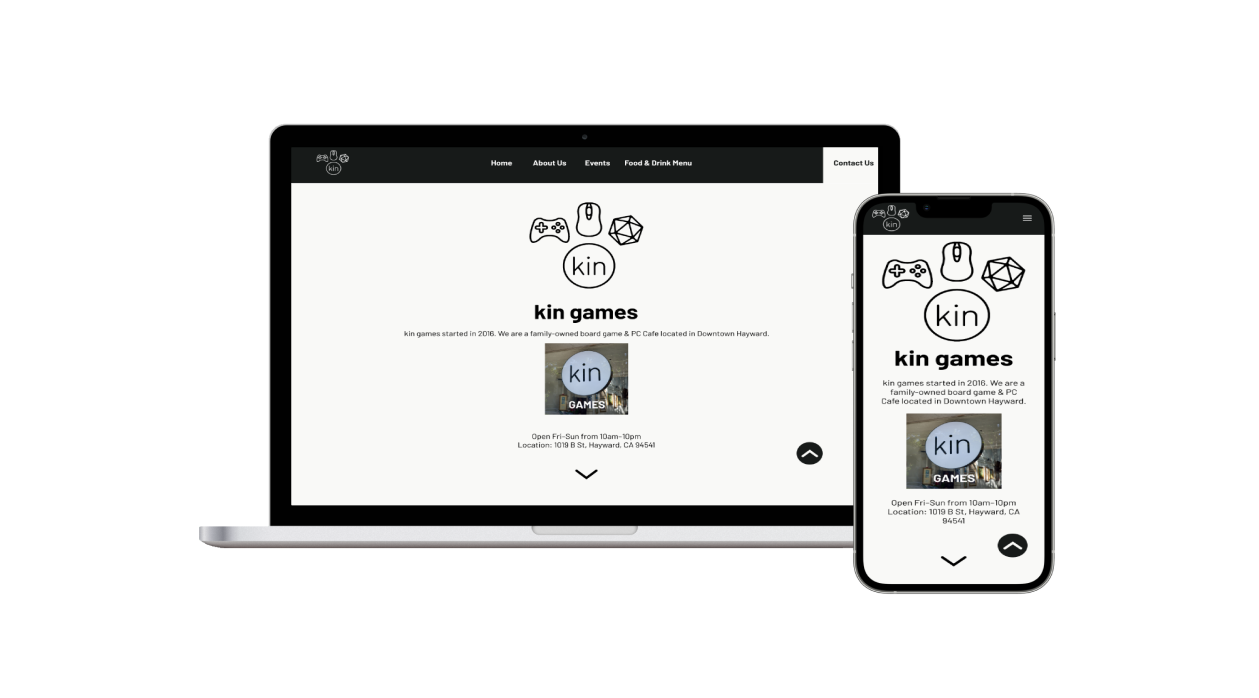 kin
Home About Us Events Food & Drink Menu Contact Us
kin
kin games
kin games started in 2016. We are a family-owned board game & PC Cafe located in Downtown Hayward.
kin
GAMES
Open Fri-Sun from 10am-10pm
Location: 1019 B St, Hayward, CA 94541
kin
kin
kin games
kin games started in 2016. We are a
family-owned board game & PC
Cafe located in Downtown Hayward.
kin
GAMES
Open Fri-Sun from 10am-10pm
Location: 1019 B St, Hayward, CA
94541